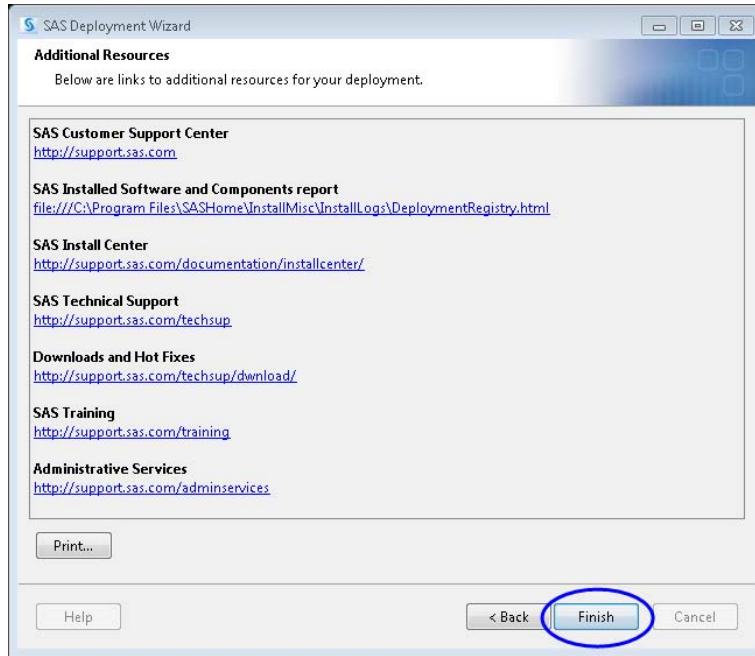 SAS Deployment Wizard
Additional Resources
Below are links to additional resources for your deployment.
SAS Customer Support Center
http://support.sas.com
SAS Installed Software and Components report
file:///C:\Program Files\SASHome\InstallMisc\InstallLogs\DeploymentRegistry.html
SAS Install Center
http://support.sas.com/documentation/installcenter/
SAS Technical Support
http://support.sas.com/techsup
Downloads and Hot Fixes
http://support.sas.com/techsup/dwnload/
SAS Training
http://support.sas.com/training
Administrative Services
http://support.sas.com/adminservices
Print...
Help < Back Finish Cancel